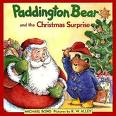 Paddington Bear
and the Christmas Surprise
MICHAEL BOND Pictures by R. W. ALLEY